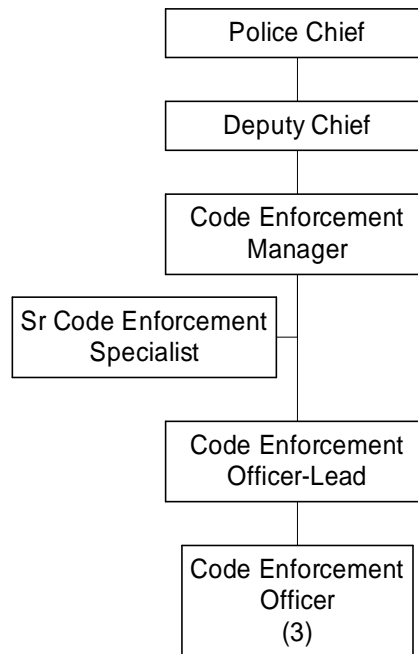 Police Chief
Deputy Chief
Code Enforcement
Manager
Sr Code Enforcement
Specialist
Code Enforcement
Officer-Lead
Code Enforcement
Officer
(3)